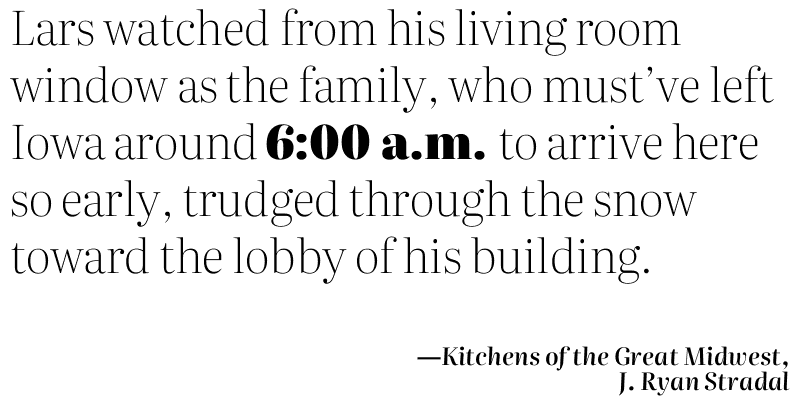 Lars watched from his living room
window as the family, who must’ve left
Iowa around 6:00 a.m. to arrive here
so early, trudged through the snow
toward the lobby of his building.
—Kitchens of the Great Midwest,
J. Ryan Stradal